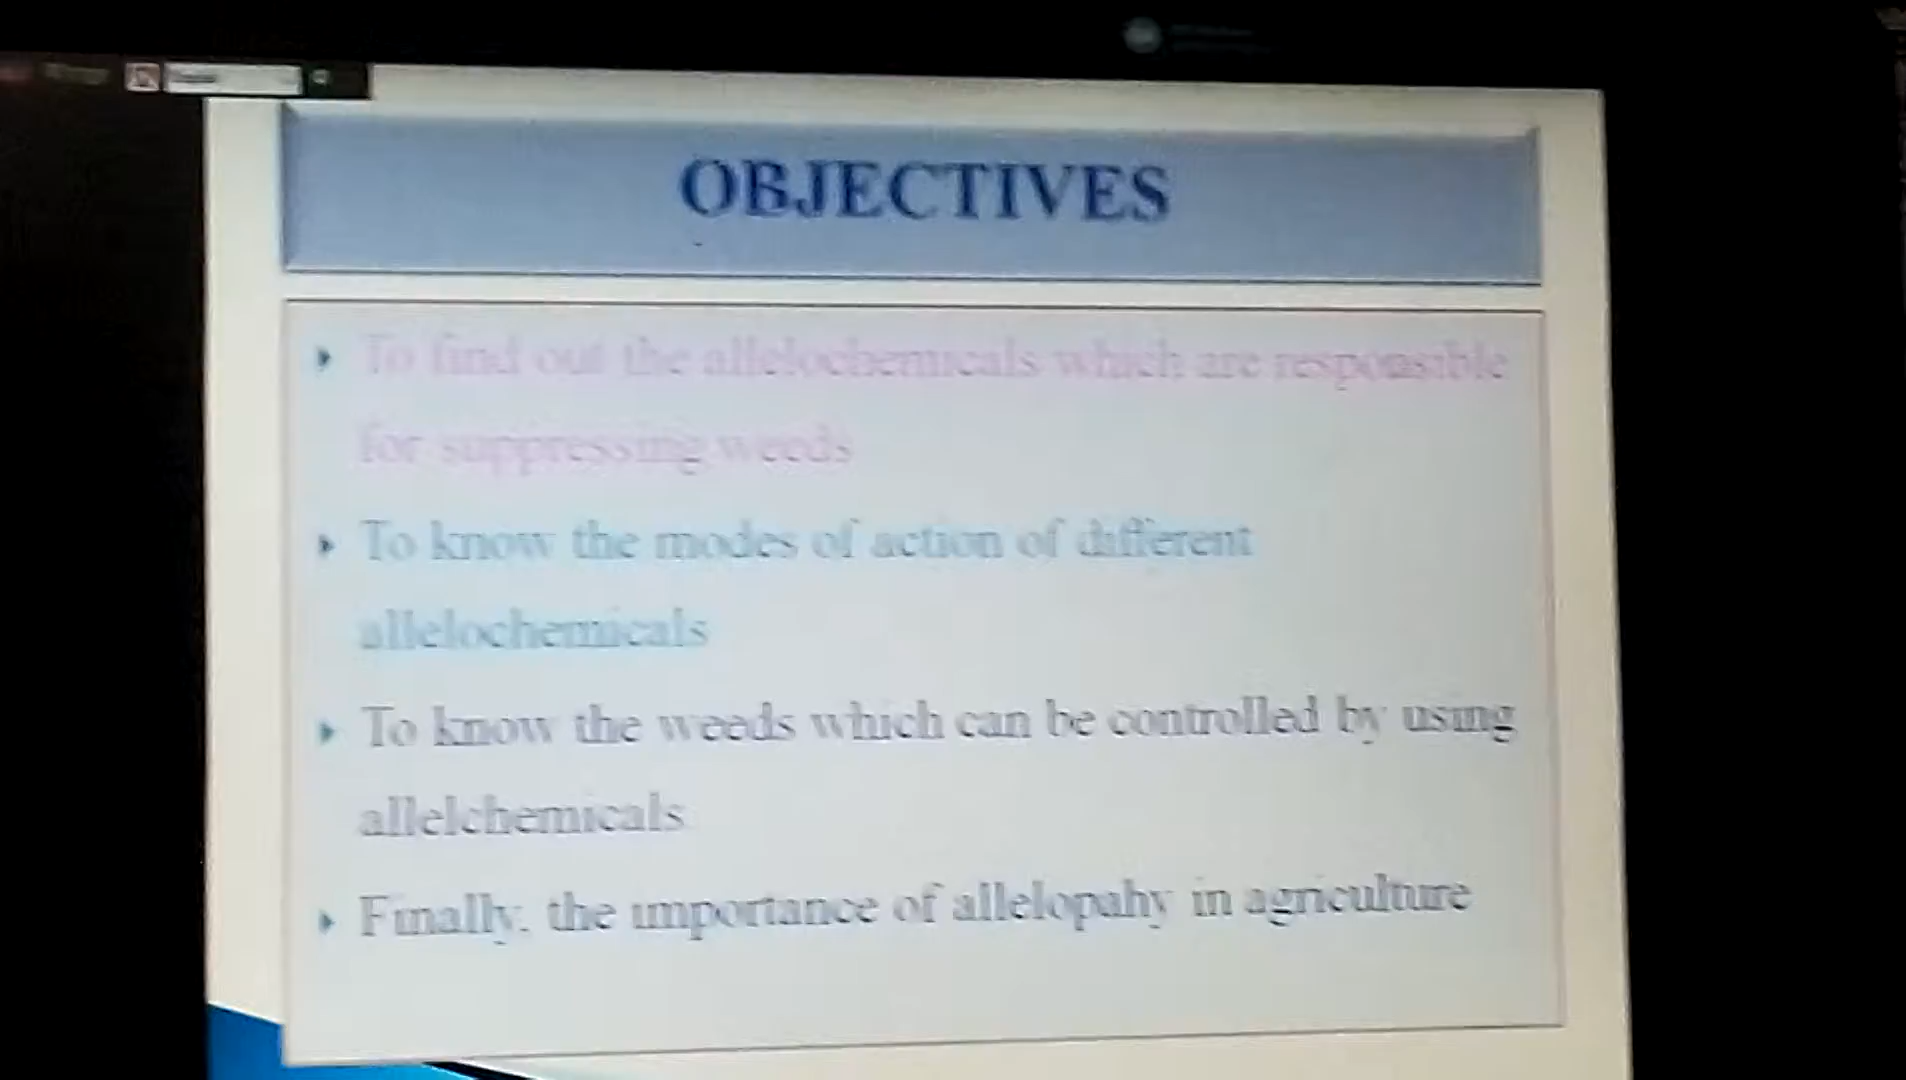 OBJECTIVES
To find out the allelochemicals which are responsible
for suppressing weeds
To know the modes of action of different
allelochemicals
To know the weeds which can be controlled by using
allelchemicals
Finally, the importance of allelopahy in agriculture